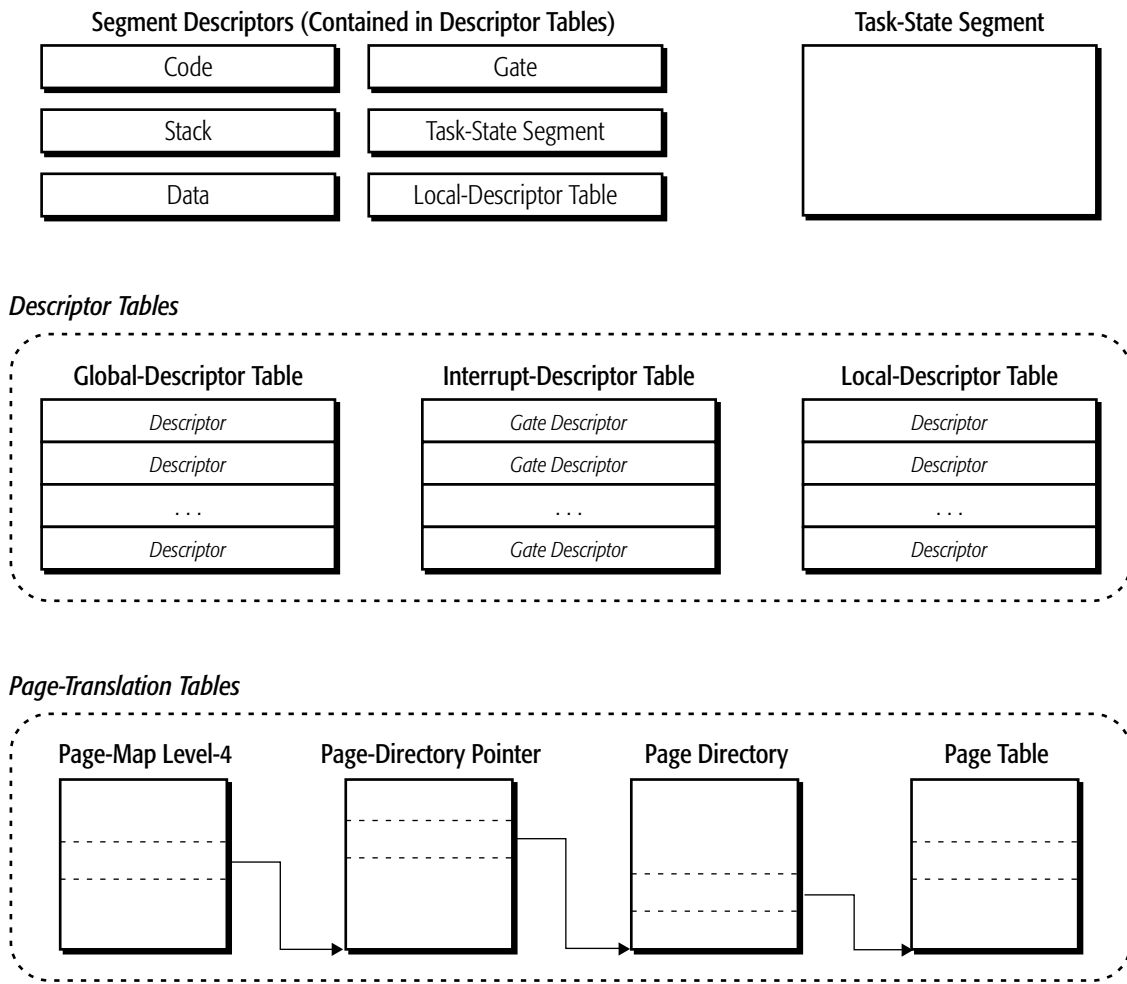 Segment Descriptors (Contained in Descriptor Tables)
Task-State Segment
Code
Gate
Stack
Task-State Segment
Data
Local-Descriptor Table
Descriptor Tables
Global-Descriptor Table
Interrupt-Descriptor Table
Local-Descriptor Table
Descriptor
Gate Descriptor
Descriptor
Descriptor
Gate Descriptor
Descriptor
. . .
. . .
. . .
Descriptor
Gate Descriptor
Descriptor
Page-Translation Tables
Page-Map Level-4
Page-Directory Pointer
Page Directory
Page Table